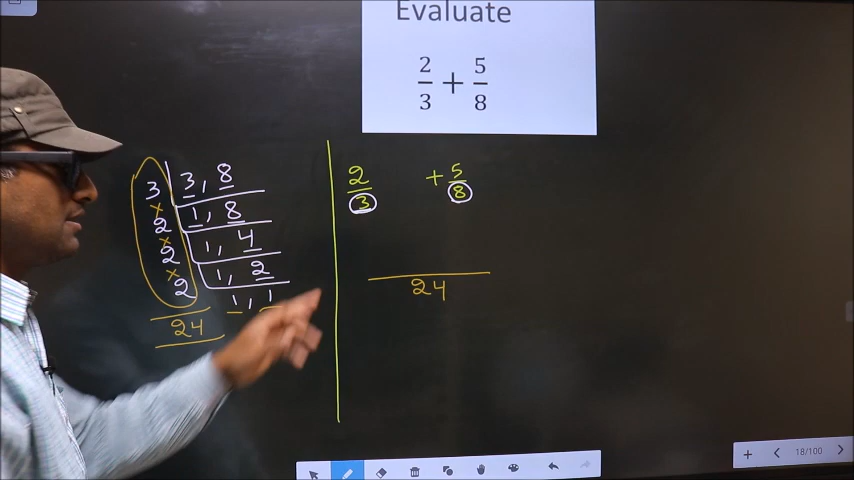 Evaluate
2/3 + 5/8
3 | 3, 8
×
2 | 1, 8
×
2 | 1, 4
×
2 | 1, 2
1, 1
24
2/3 + 5/8
24
18/100